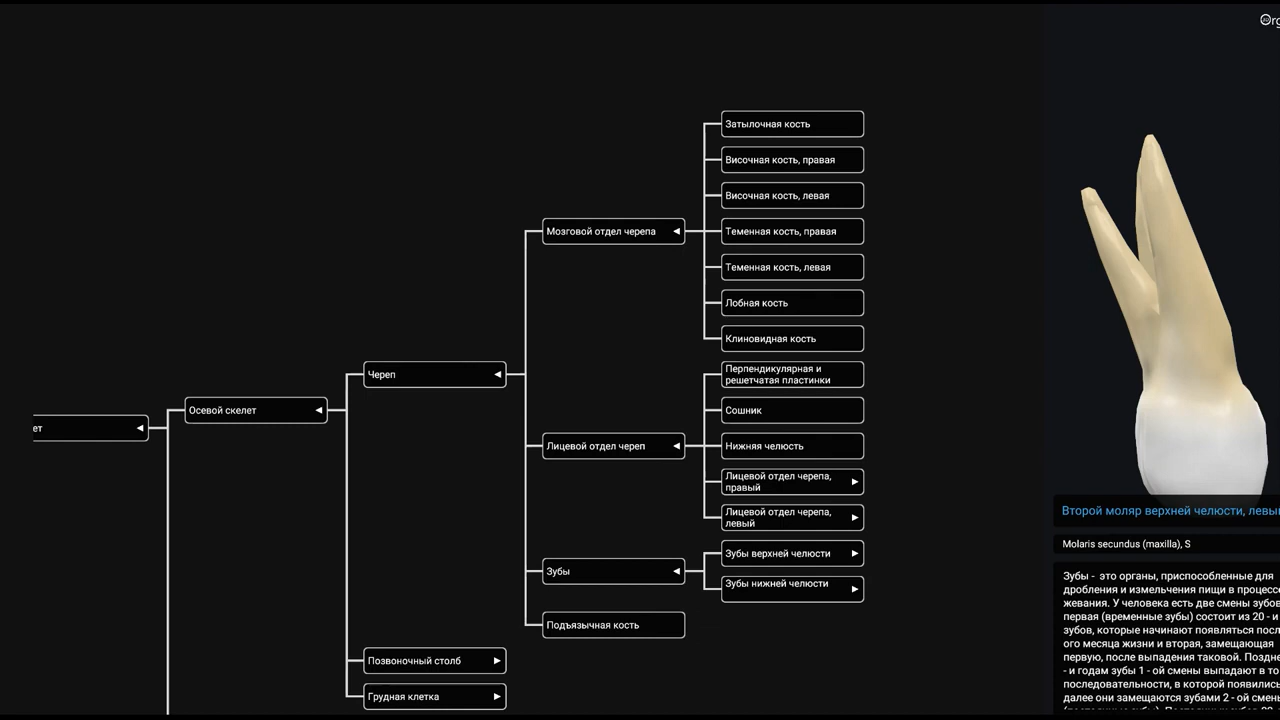 Org
Затылочная кость
Височная кость, правая
Височная кость, левая
Мозговой отдел черепа
Теменная кость, правая
Теменная кость, левая
Лобная кость
Клиновидная кость
Череп
Перпендикулярная и
решетчатая пластинки
Осевой скелет
Сошник
ет
Лицевой отдел череп
Нижняя челюсть
Лицевой отдел черепа,
правый
Лицевой отдел черепа,
левый
Зубы
Зубы верхней челюсти
Зубы нижней челюсти
Подъязычная кость
Позвоночный столб
Грудная клетка
Второй моляр верхней челюсти, левый
Molaris secundus (maxilla), S
Зубы - это органы, приспособленные для
дробления и измельчения пищи в процессе
жевания. У человека есть две смены зубов
первая (временные зубы) состоит из 20 - и
зубов, которые начинают появляться посл
ого месяца жизни и вторая, замещающая
первую, после выпадения таковой. Поздне
- и годам зубы 1 - ой смены выпадают в то
последовательности, в которой появились
далее они замещаются зубами 2 - ой смены